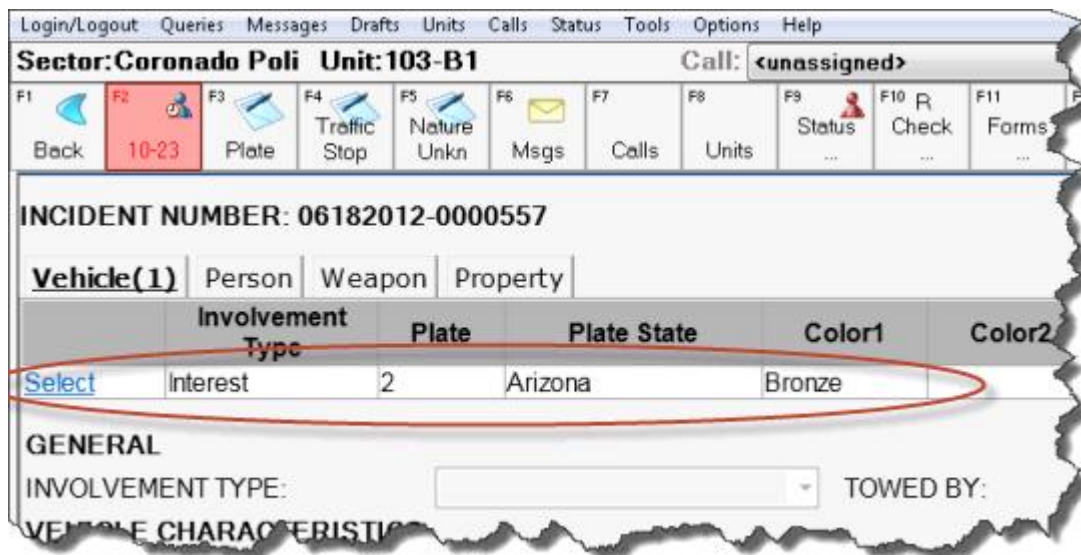 Login/Logout Queries Messages Drafts Units Calls Status Tools Options Help
Sector:Coronado Poli Unit:103-B1 Call: <unassigned>
F1 F2 F3 F4 F5 F6 F7 F8 F9 F10 R F11
Back 10-23 Plate Traffic Stop Nature Unkn Msgs Calls Units Status ... Check ... Forms ...
INCIDENT NUMBER: 06182012-0000557
Vehicle(1) Person Weapon Property
Involvement Type Plate Plate State Color1 Color2
Select Interest 2 Arizona Bronze
GENERAL
INVOLVEMENT TYPE: TOWED BY:
VEHICLE CHARACTERISTICS